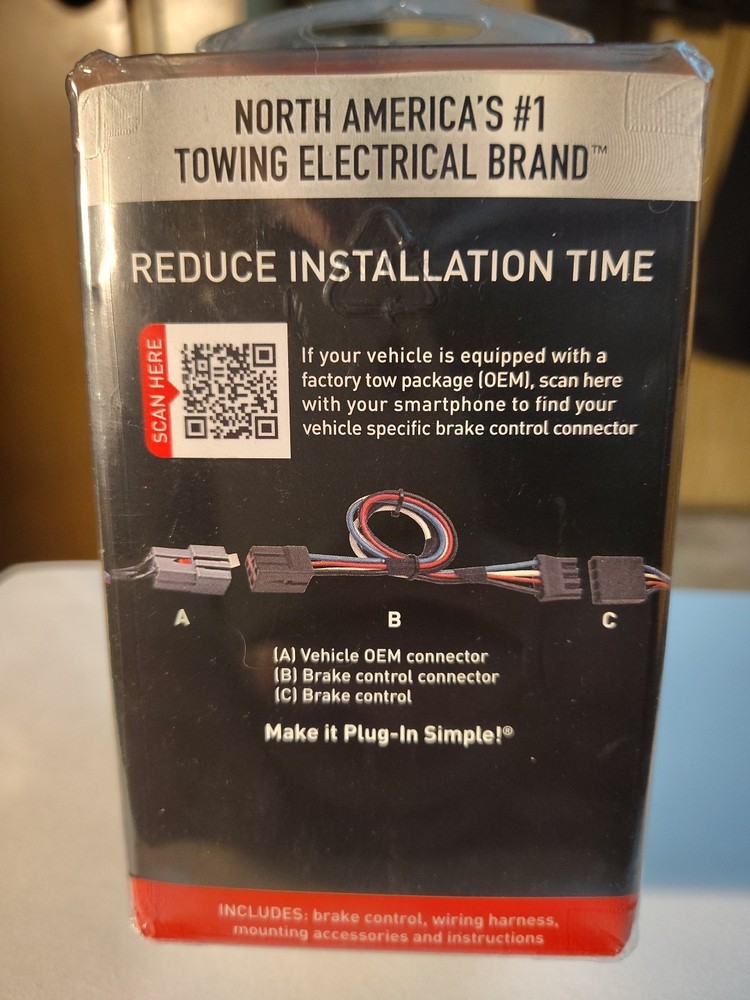 NORTH AMERICA'S #1
TOWING ELECTRICAL BRAND™
REDUCE INSTALLATION TIME
SCAN HERE
If your vehicle is equipped with a
factory tow package (OEM), scan here
with your smartphone to find your
vehicle specific brake control connector
A
B
C
(A) Vehicle OEM connector
(B) Brake control connector
(C) Brake control
Make it Plug-In Simple!®
INCLUDES: brake control, wiring harness,
mounting accessories and instructions